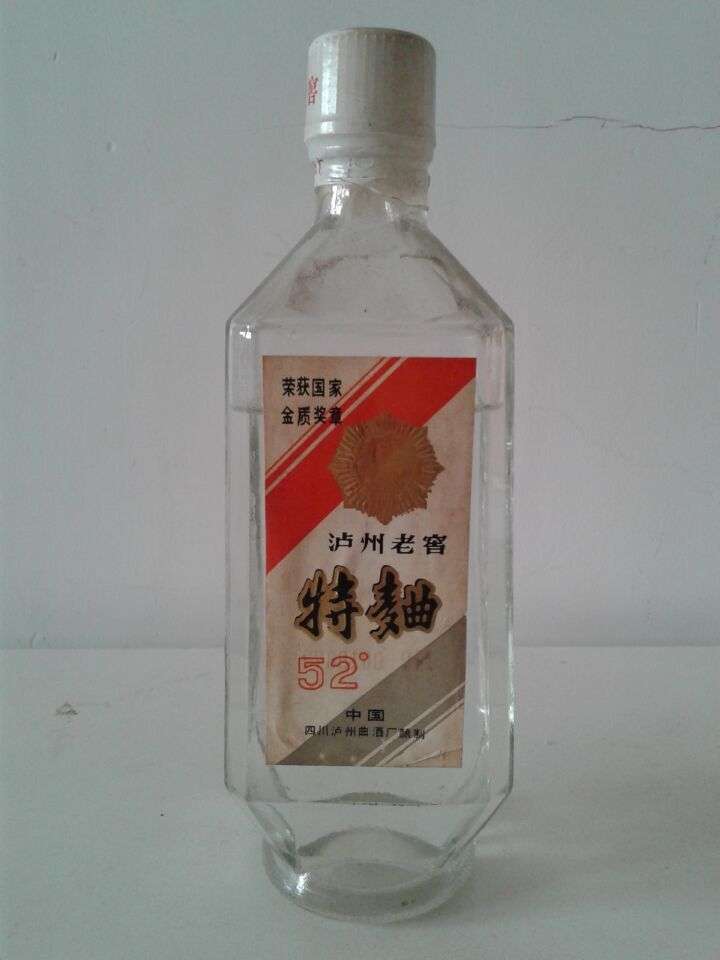 窖
荣获国家
金质奖章
泸州老窖
特麯
52°
中国
四川泸州曲酒厂酿制